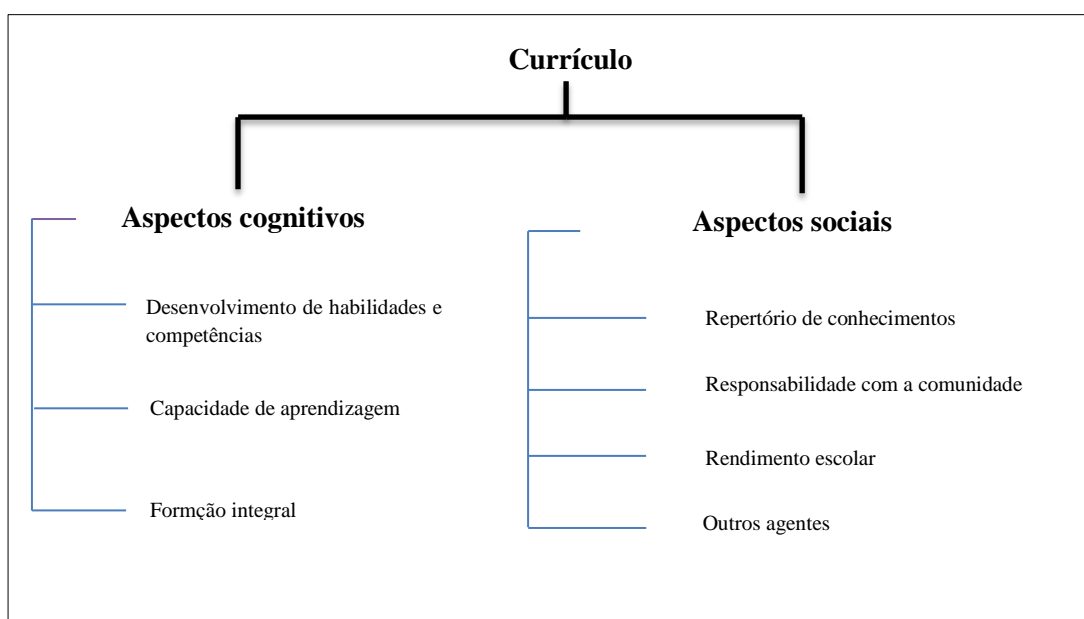 Currículo
Aspectos cognitivos
Desenvolvimento de habilidades e
competências
Capacidade de aprendizagem
Formção integral
Aspectos sociais
Repertório de conhecimentos
Responsabilidade com a comunidade
Rendimento escolar
Outros agentes